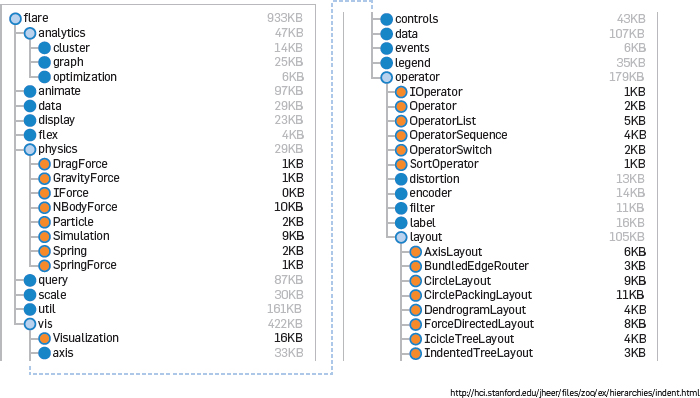 flare 933KB
analytics 47KB
cluster 14KB
graph 25KB
optimization 6KB
animate 97KB
data 29KB
display 23KB
flex 4KB
physics 29KB
DragForce 1KB
GravityForce 1KB
IForce 0KB
NBodyForce 10KB
Particle 2KB
Simulation 9KB
Spring 2KB
SpringForce 1KB
query 87KB
scale 30KB
util 161KB
vis 422KB
Visualization 16KB
axis 33KB
controls 43KB
data 107KB
events 6KB
legend 35KB
operator 179KB
IOperator 1KB
Operator 2KB
OperatorList 5KB
OperatorSequence 4KB
OperatorSwitch 2KB
SortOperator 1KB
distortion 13KB
encoder 14KB
filter 11KB
label 16KB
layout 105KB
AxisLayout 6KB
BundledEdgeRouter 3KB
CircleLayout 9KB
CirclePackingLayout 11KB
DendrogramLayout 4KB
ForceDirectedLayout 8KB
IcicleTreeLayout 4KB
IndentedTreeLayout 3KB
http://hci.stanford.edu/jheer/files/zoo/ex/hierarchies/indent.html